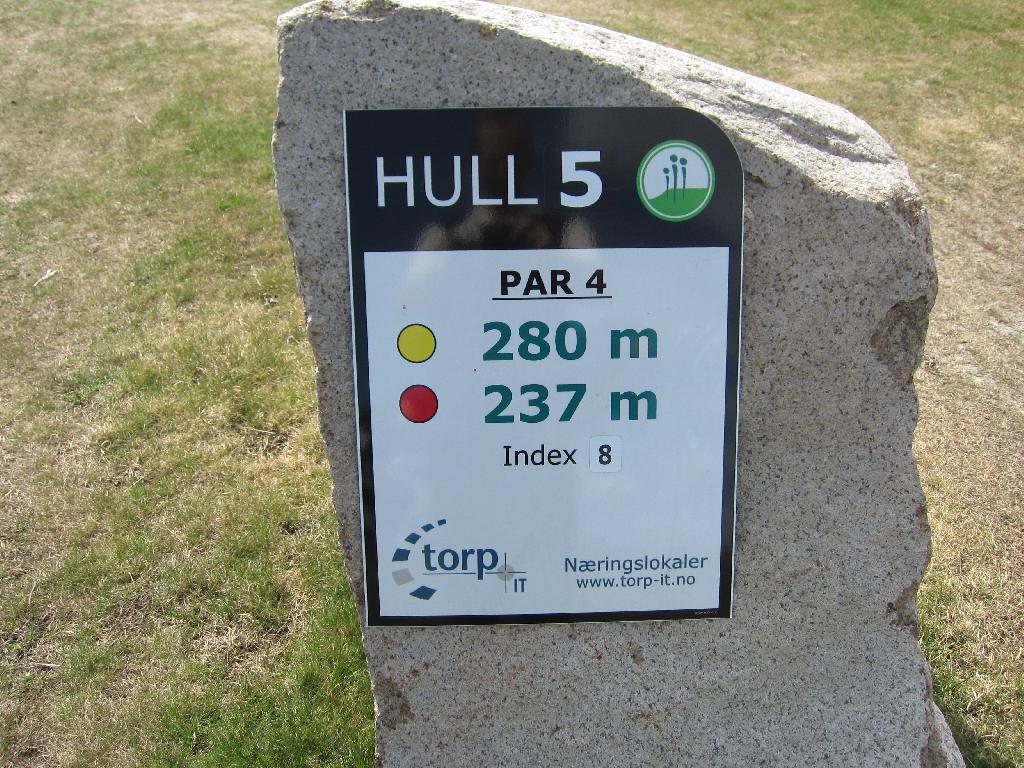 HULL 5
PAR 4
280 m
237 m
Index 8
torp IT
Næringslokaler
www.torp-it.no